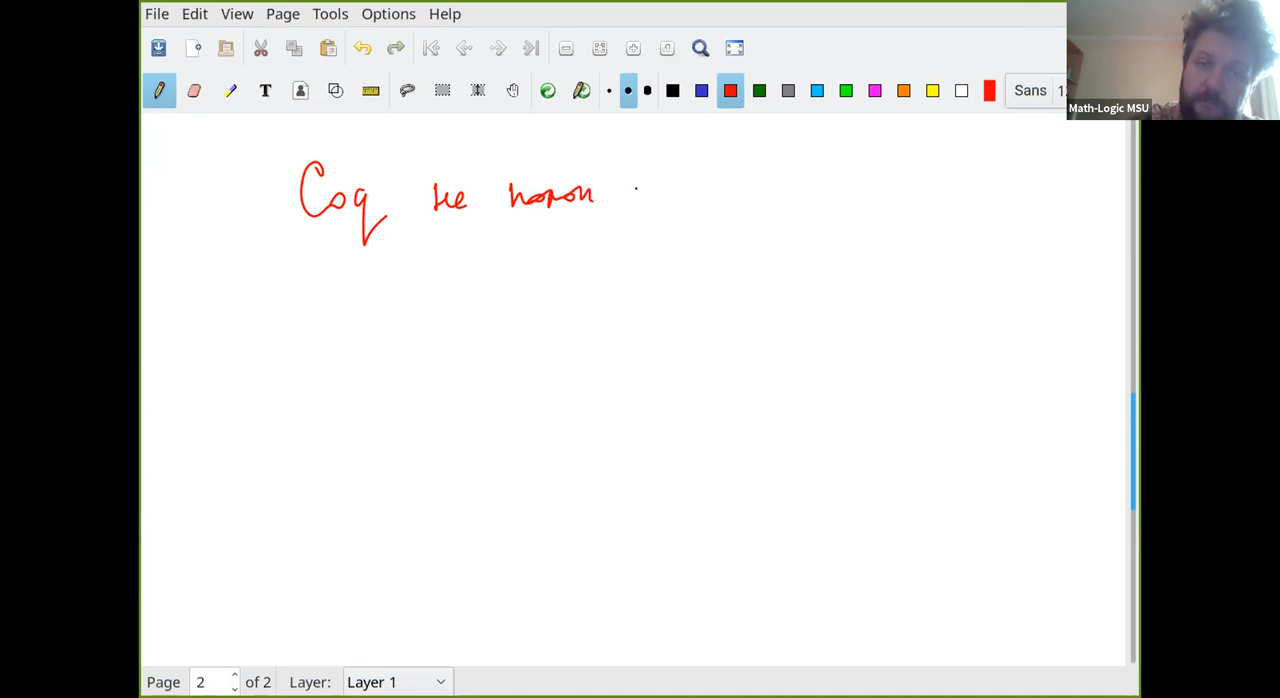 File Edit View Page Tools Options Help
Sans 1
Math-Logic MSU
Coq не полон
Page 2 of 2 Layer: Layer 1